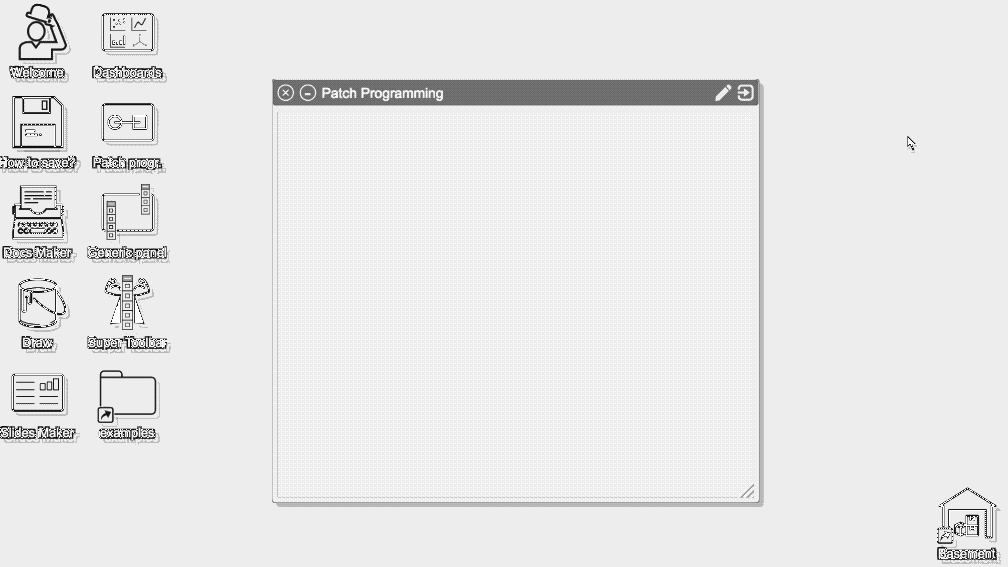 Welcome
Dashboards
How to save?
Patch progr.
Docs Maker
Generic panel
Draw
Super Toolbar
Slides Maker
examples
Patch Programming
Basement